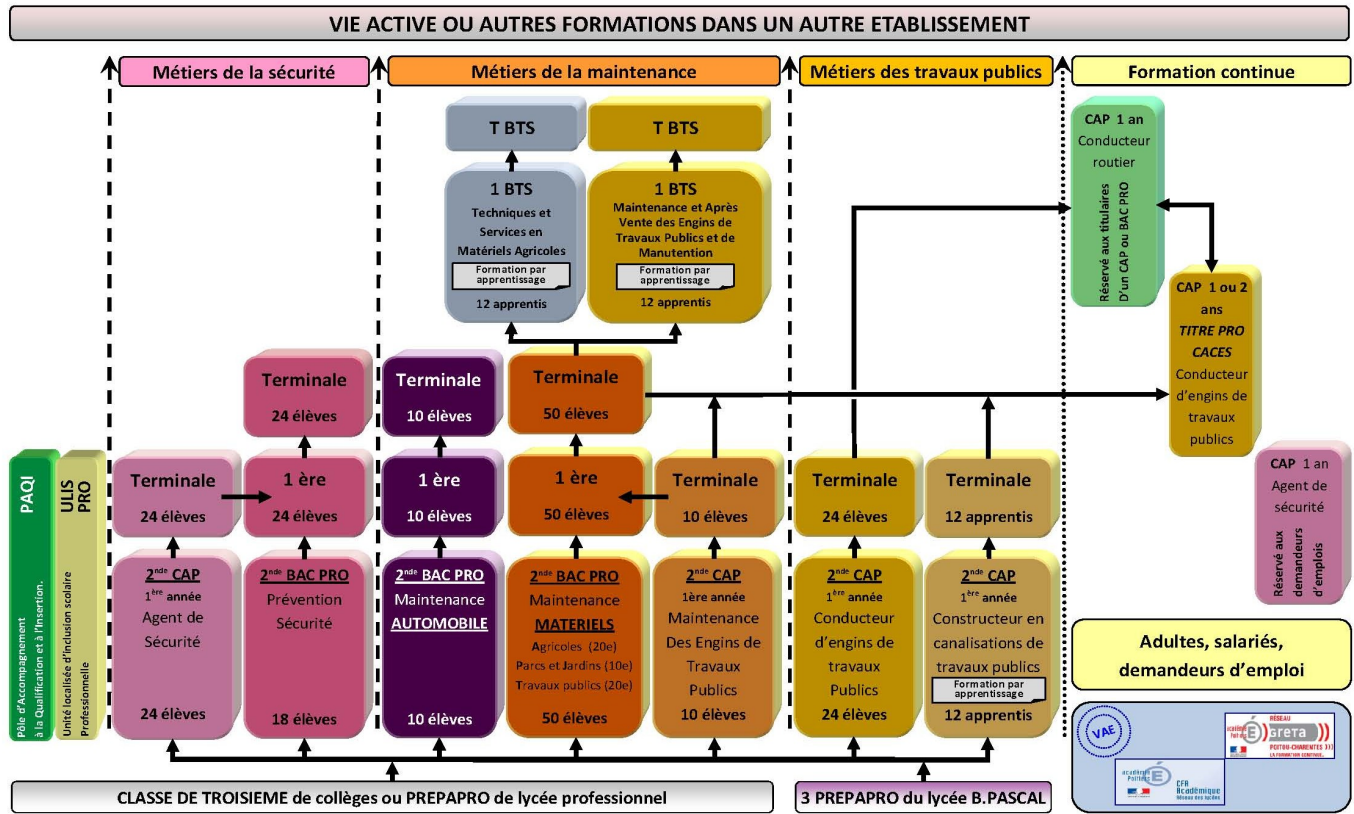 VIE ACTIVE OU AUTRES FORMATIONS DANS UN AUTRE ETABLISSEMENT
Métiers de la sécurité
Métiers de la maintenance
Métiers des travaux publics
Formation continue
T BTS
T BTS
1 BTS
Techniques et
Services en
Matériels Agricoles
Formation par
apprentissage
12 apprentis
1 BTS
Maintenance et Après
Vente des Engins de
Travaux Publics et de
Manutention
Formation par
apprentissage
12 apprentis
CAP 1 an
Conducteur
routier
Réservé aux titulaires
D'un CAP ou BAC PRO
CAP 1 ou 2
ans
TITRE PRO
CACES
Conducteur
d'engins de
travaux
publics
CAP 1 an
Agent de
sécurité
Réservé aux
demandeurs
d'emplois
Terminale
24 élèves
Terminale
10 élèves
Terminale
50 élèves
PAQI
Pôle d'Accompagnement
à la Qualification et à l'Insertion.
ULIS
PRO
Unité localisée d'inclusion scolaire
Professionnelle
Terminale
24 élèves
1 ère
24 élèves
1 ère
10 élèves
1 ère
50 élèves
Terminale
10 élèves
Terminale
24 élèves
Terminale
12 apprentis
2nde CAP
1ère année
Agent de
Sécurité
24 élèves
2nde BAC PRO
Prévention
Sécurité
18 élèves
2nde BAC PRO
Maintenance
AUTOMOBILE
10 élèves
2nde BAC PRO
Maintenance
MATERIELS
Agricoles (20e)
Parcs et Jardins (10e)
Travaux publics (20e)
50 élèves
2nde CAP
1ère année
Maintenance
Des Engins de
Travaux
Publics
10 élèves
2nde CAP
1ère année
Conducteur
d'engins de
travaux
Publics
24 élèves
2nde CAP
1ère année
Constructeur en
canalisations de
travaux publics
Formation par
apprentissage
12 apprentis
Adultes, salariés,
demandeurs d'emploi
VAE
RÉSEAU
GRETA
POITOU-CHARENTES
LA FORMATION CONTINUE.
académie
Poitiers
CFA
Académique
Réseau des lycées
CLASSE DE TROISIEME de collèges ou PREPAPRO de lycée professionnel
3 PREPAPRO du lycée B.PASCAL